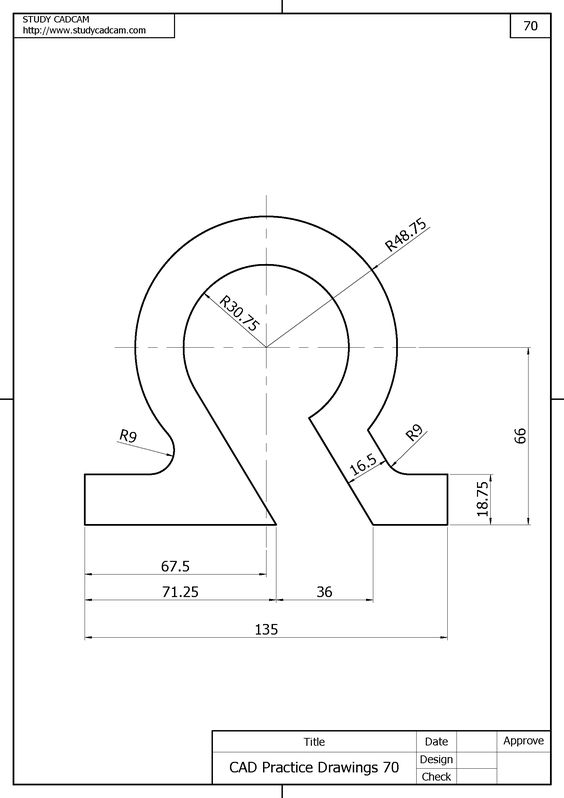 STUDY CADCAM
http://www.studycadcam.com
70
R48.75
R30.75
R9
R9
16.5
66
18.75
67.5
71.25
36
135
Title
Date
Approve
CAD Practice Drawings 70
Design
Check